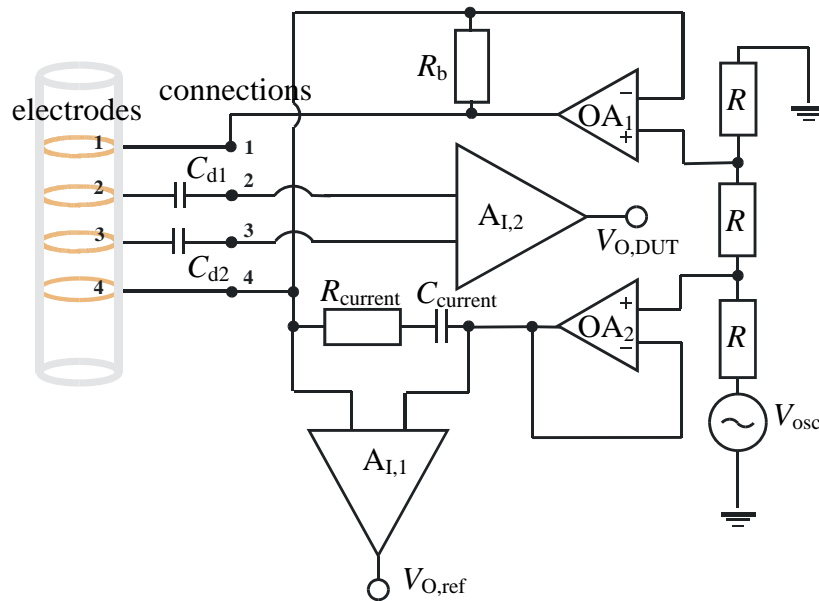 electrodes
connections
1
2
3
4
1
2
3
4
C_d1
C_d2
R_b
OA_1
−
+
R
R
R
A_I,2
V_O,DUT
R_current
C_current
OA_2
+
−
V_osc
A_I,1
V_O,ref